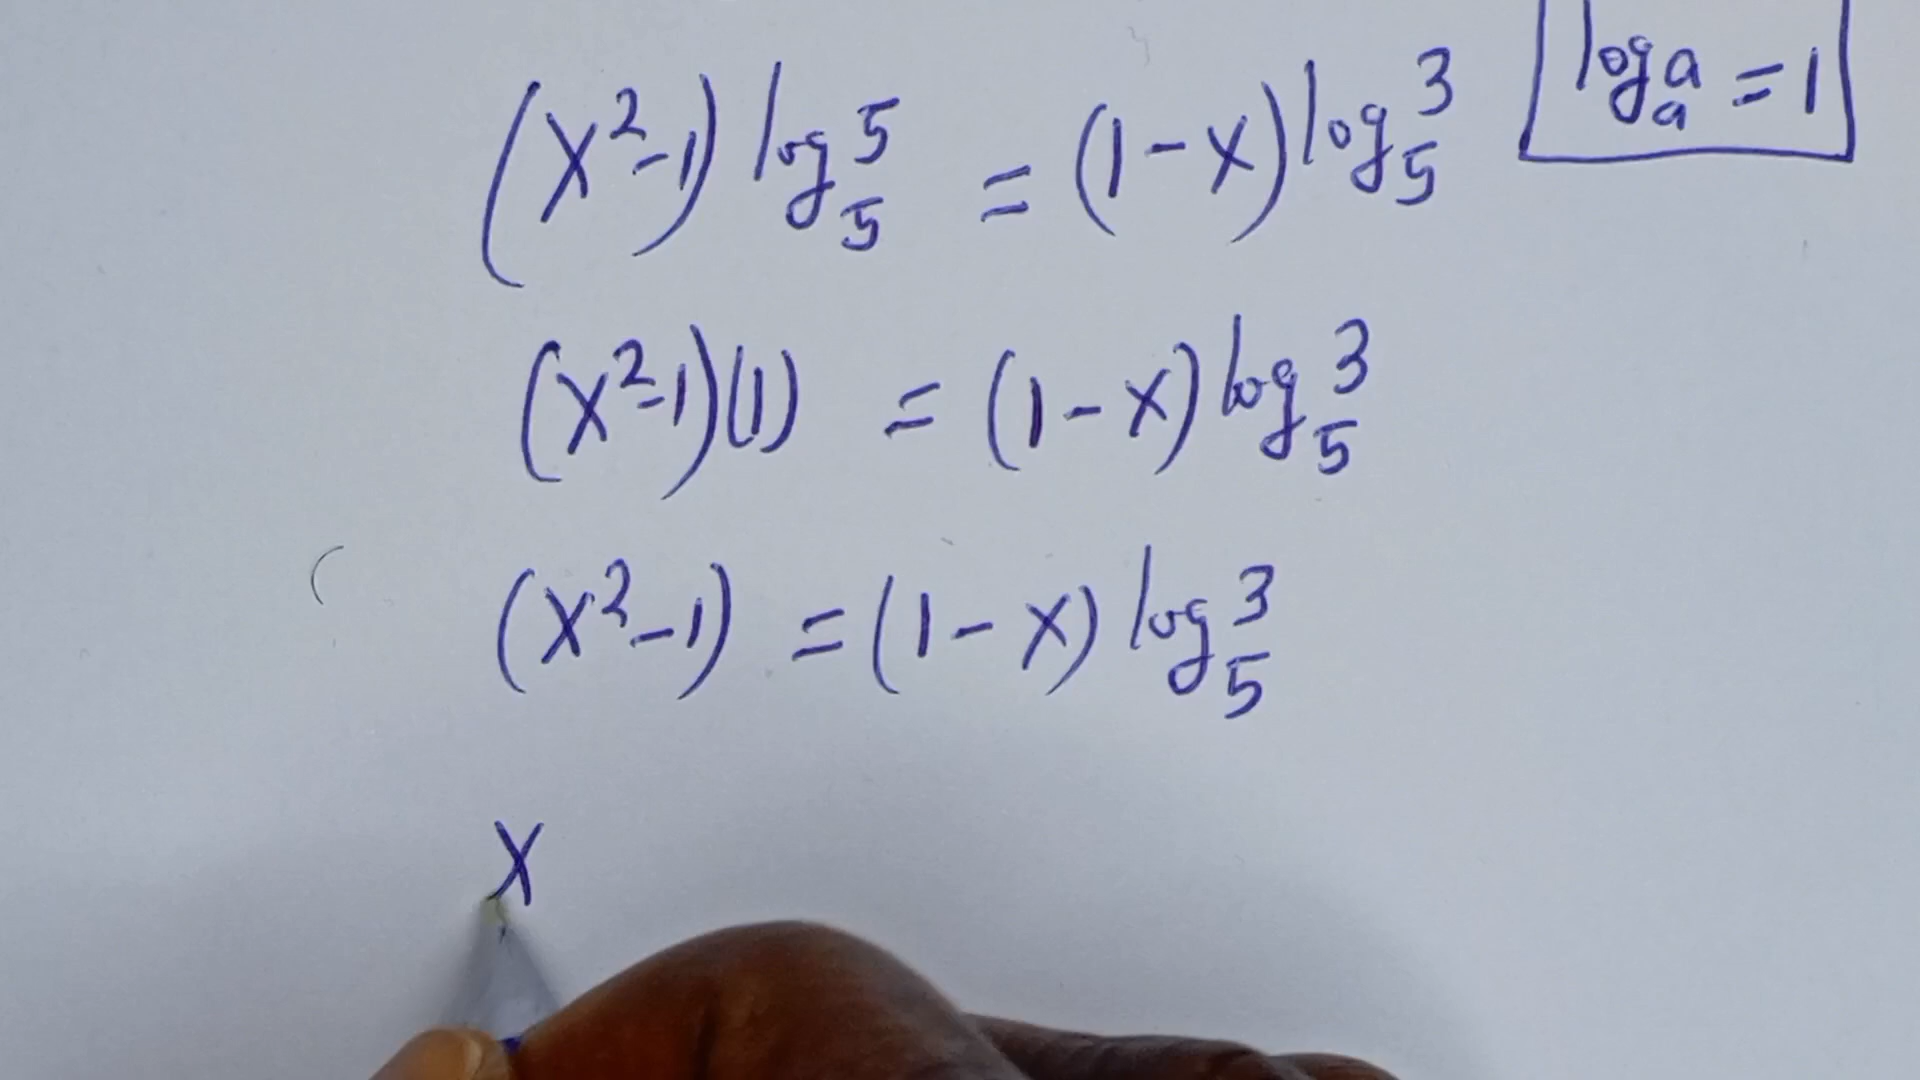 (x²-1) log₅5 = (1-x) log₅3
logₐa = 1
(x²-1)(1) = (1-x) log₅3
(x²-1) = (1-x) log₅3
x